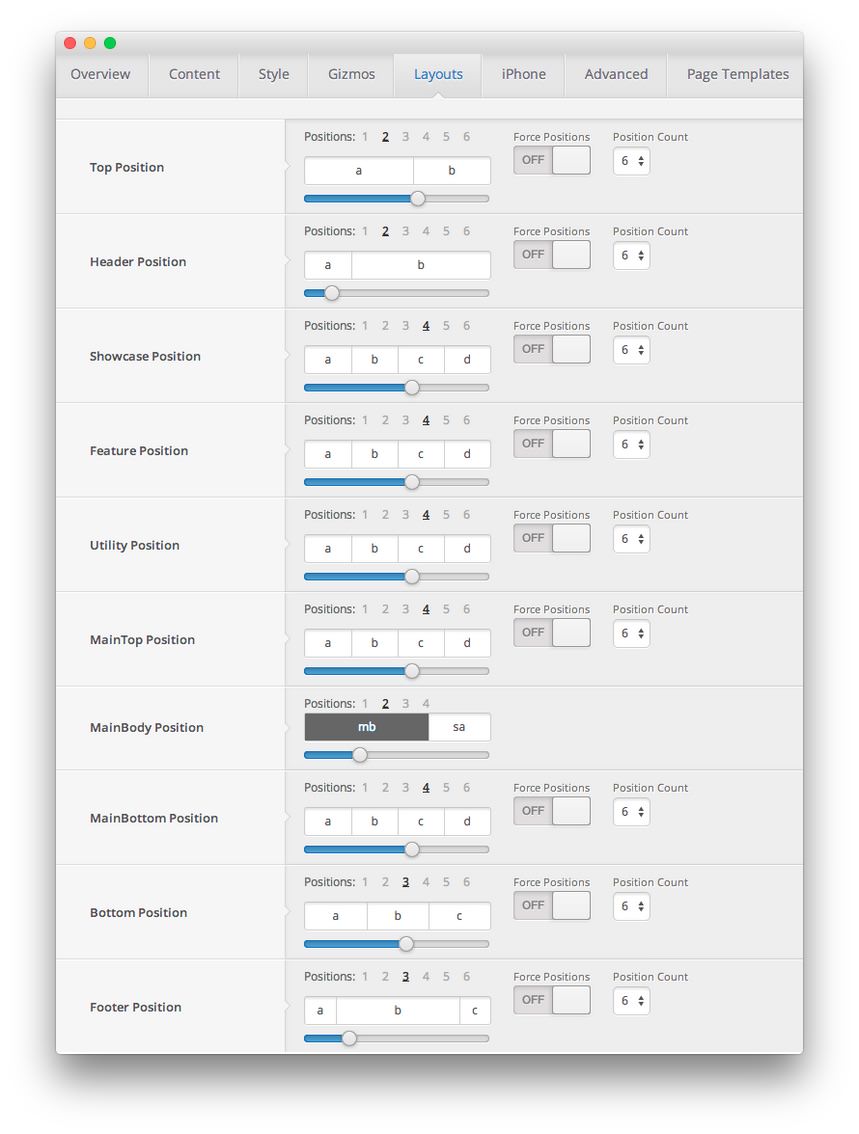 Overview Content Style Gizmos Layouts iPhone Advanced Page Templates
Positions: 1 2 3 4 5 6 Force Positions Position Count
Top Position a b OFF 6
Positions: 1 2 3 4 5 6 Force Positions Position Count
Header Position a b OFF 6
Positions: 1 2 3 4 5 6 Force Positions Position Count
Showcase Position a b c d OFF 6
Positions: 1 2 3 4 5 6 Force Positions Position Count
Feature Position a b c d OFF 6
Positions: 1 2 3 4 5 6 Force Positions Position Count
Utility Position a b c d OFF 6
Positions: 1 2 3 4 5 6 Force Positions Position Count
MainTop Position a b c d OFF 6
Positions: 1 2 3 4
MainBody Position mb sa
Positions: 1 2 3 4 5 6 Force Positions Position Count
MainBottom Position a b c d OFF 6
Positions: 1 2 3 4 5 6 Force Positions Position Count
Bottom Position a b c OFF 6
Positions: 1 2 3 4 5 6 Force Positions Position Count
Footer Position a b c OFF 6